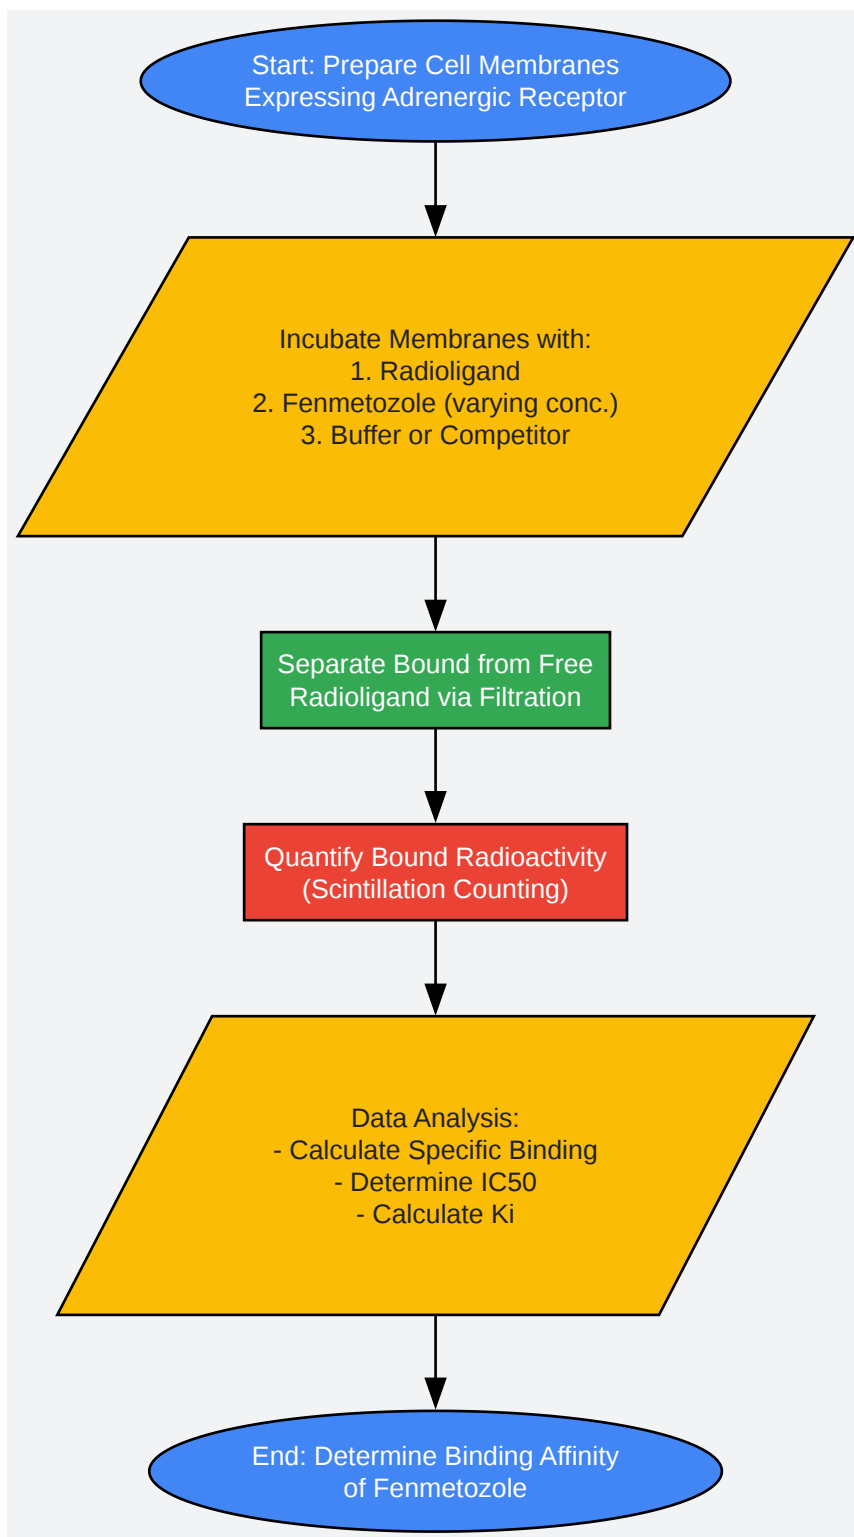 Start: Prepare Cell Membranes
Expressing Adrenergic Receptor
Incubate Membranes with:
1. Radioligand
2. Fenmetozole (varying conc.)
3. Buffer or Competitor
Separate Bound from Free
Radioligand via Filtration
Quantify Bound Radioactivity
(Scintillation Counting)
Data Analysis:
- Calculate Specific Binding
- Determine IC50
- Calculate Ki
End: Determine Binding Affinity
of Fenmetozole